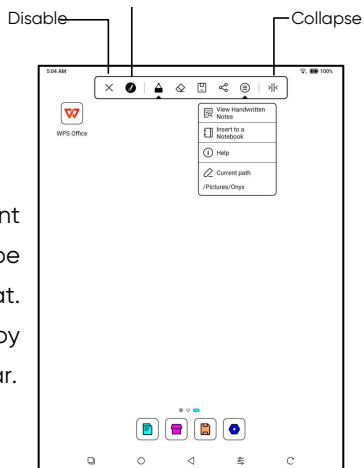 Disable
Collapse
5:04 AM
100%
View Handwritten
Notes
WPS Office
Insert to a
Notebook
Help
Current path
/Pictures/Onyx
nt
be
at.
by
ar.